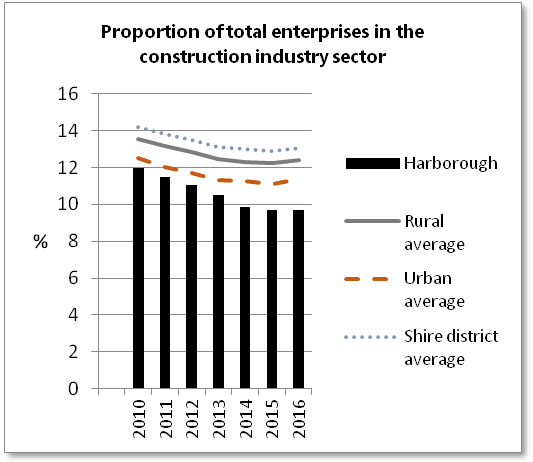 Proportion of total enterprises in the
construction industry sector
16
14
12
10
8
6
4
2
0
%
2010
2011
2012
2013
2014
2015
2016
Harborough
Rural
average
Urban
average
Shire district
average